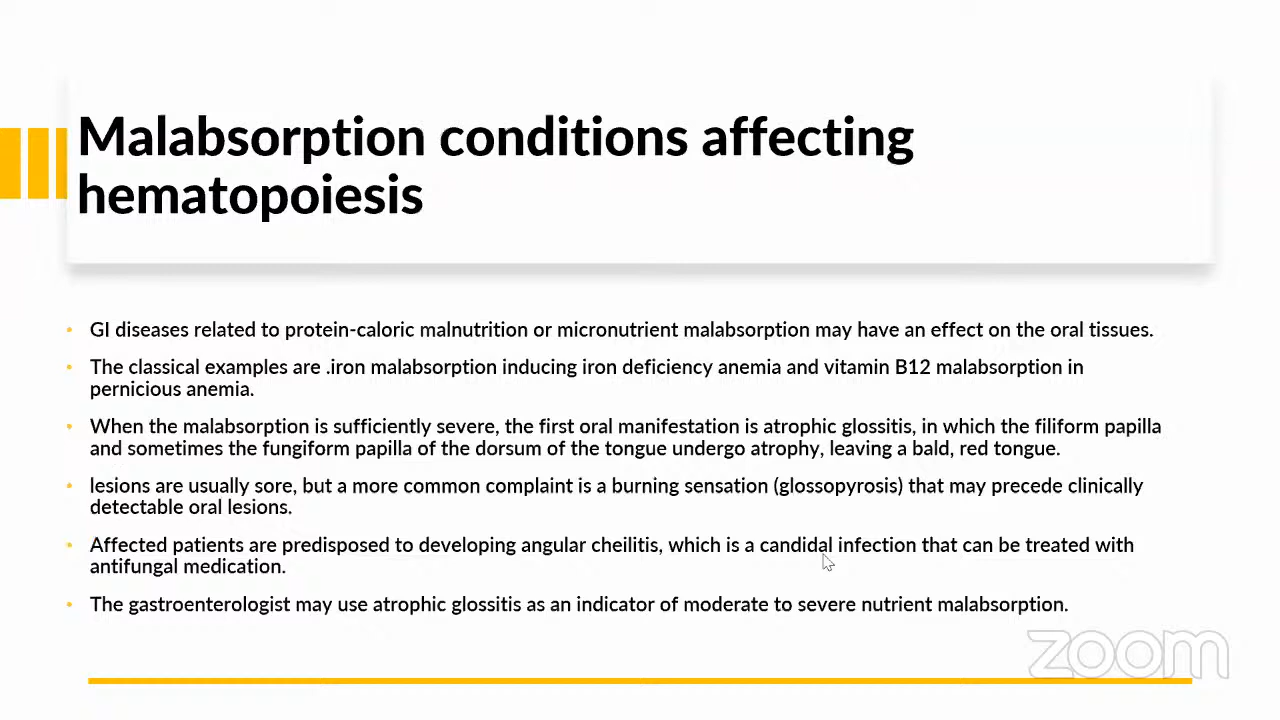 Malabsorption conditions affecting
hematopoiesis
• GI diseases related to protein-caloric malnutrition or micronutrient malabsorption may have an effect on the oral tissues.
• The classical examples are .iron malabsorption inducing iron deficiency anemia and vitamin B12 malabsorption in
pernicious anemia.
• When the malabsorption is sufficiently severe, the first oral manifestation is atrophic glossitis, in which the filiform papilla
and sometimes the fungiform papilla of the dorsum of the tongue undergo atrophy, leaving a bald, red tongue.
• lesions are usually sore, but a more common complaint is a burning sensation (glossopyrosis) that may precede clinically
detectable oral lesions.
• Affected patients are predisposed to developing angular cheilitis, which is a candidal infection that can be treated with
antifungal medication.
• The gastroenterologist may use atrophic glossitis as an indicator of moderate to severe nutrient malabsorption.
zoom